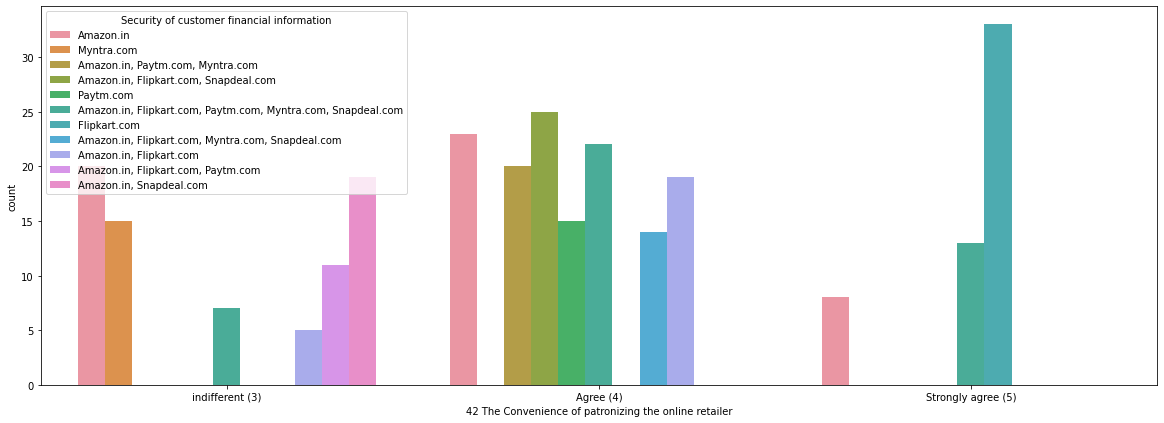 Security of customer financial information
Amazon.in
Myntra.com
Amazon.in, Paytm.com, Myntra.com
Amazon.in, Flipkart.com, Snapdeal.com
Paytm.com
Amazon.in, Flipkart.com, Paytm.com, Myntra.com, Snapdeal.com
Flipkart.com
Amazon.in, Flipkart.com, Myntra.com, Snapdeal.com
Amazon.in, Flipkart.com
Amazon.in, Flipkart.com, Paytm.com
Amazon.in, Snapdeal.com
30
25
20
15
10
5
0
count
indifferent (3)
Agree (4)
Strongly agree (5)
42 The Convenience of patronizing the online retailer